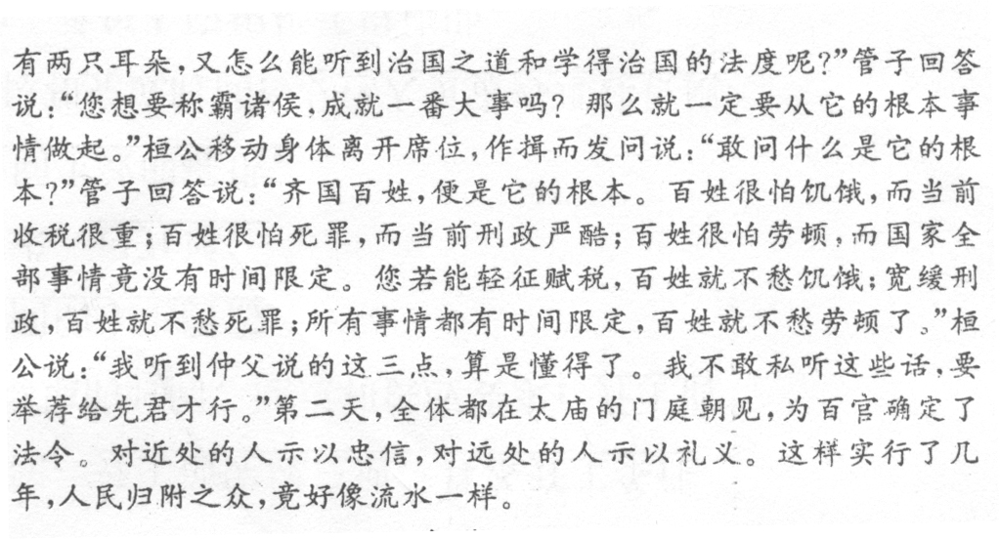 有两只耳朵，又怎么能听到治国之道和学得治国的法度呢？”管子回答
说：“您想要称霸诸侯，成就一番大事吗？那么就一定要从它的根本事
情做起。”桓公移动身体离开席位，作揖而发问说：“敢问什么是它的根
本？”管子回答说：“齐国百姓，便是它的根本。百姓很怕饥饿，而当前
收税很重；百姓很怕死罪，而当前刑政严酷；百姓很怕劳顿，而国家全
部事情竟没有时间限定。您若能轻征赋税，百姓就不愁饥饿；宽缓刑
政，百姓就不愁死罪；所有事情都有时间限定，百姓就不愁劳顿了。”桓
公说：“我听到仲父说的这三点，算是懂得了。我不敢私听这些话，要
举荐给先君才行。”第二天，全体都在太庙的门庭朝见，为百官确定了
法令。对近处的人示以忠信，对远处的人示以礼义。这样实行了几
年，人民归附之众，竟好像流水一样。